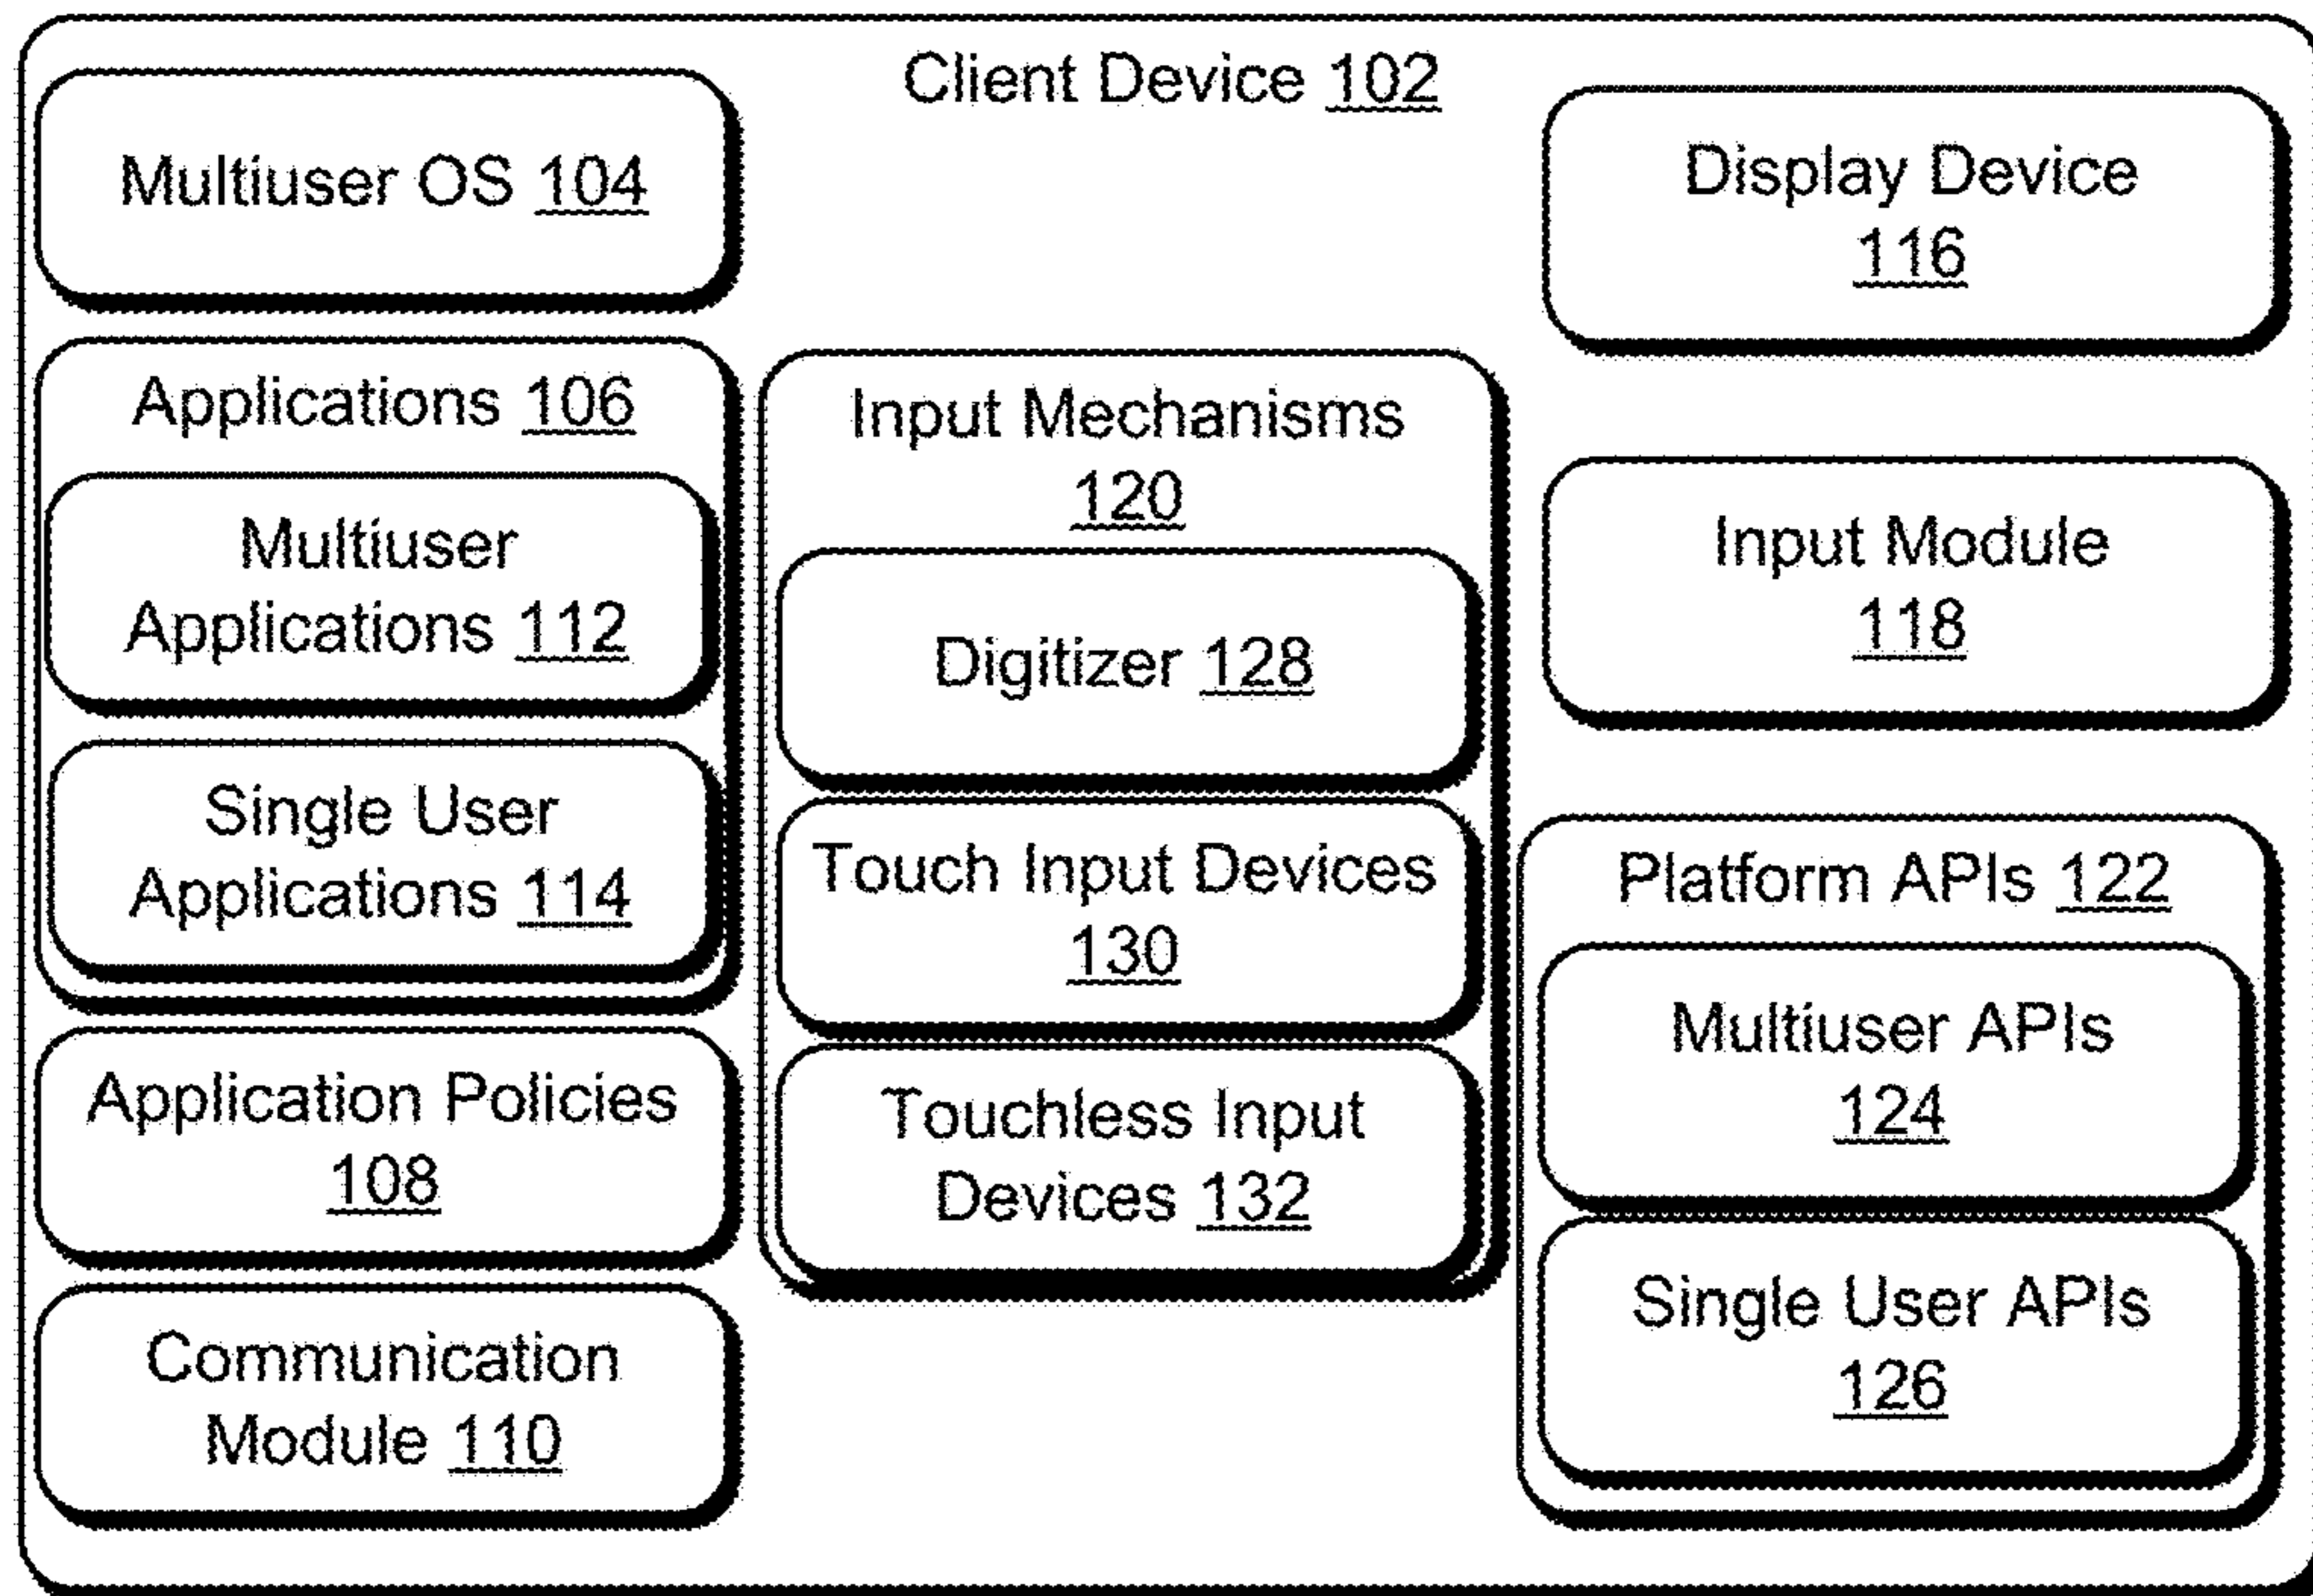 Client Device 102
Multiuser OS 104
Applications 106
Multiuser
Applications 112
Single User
Applications 114
Application Policies
108
Communication
Module 110
Input Mechanisms
120
Digitizer 128
Touch Input Devices
130
Touchless Input
Devices 132
Display Device
116
Input Module
118
Platform APIs 122
Multiuser APIs
124
Single User APIs
126